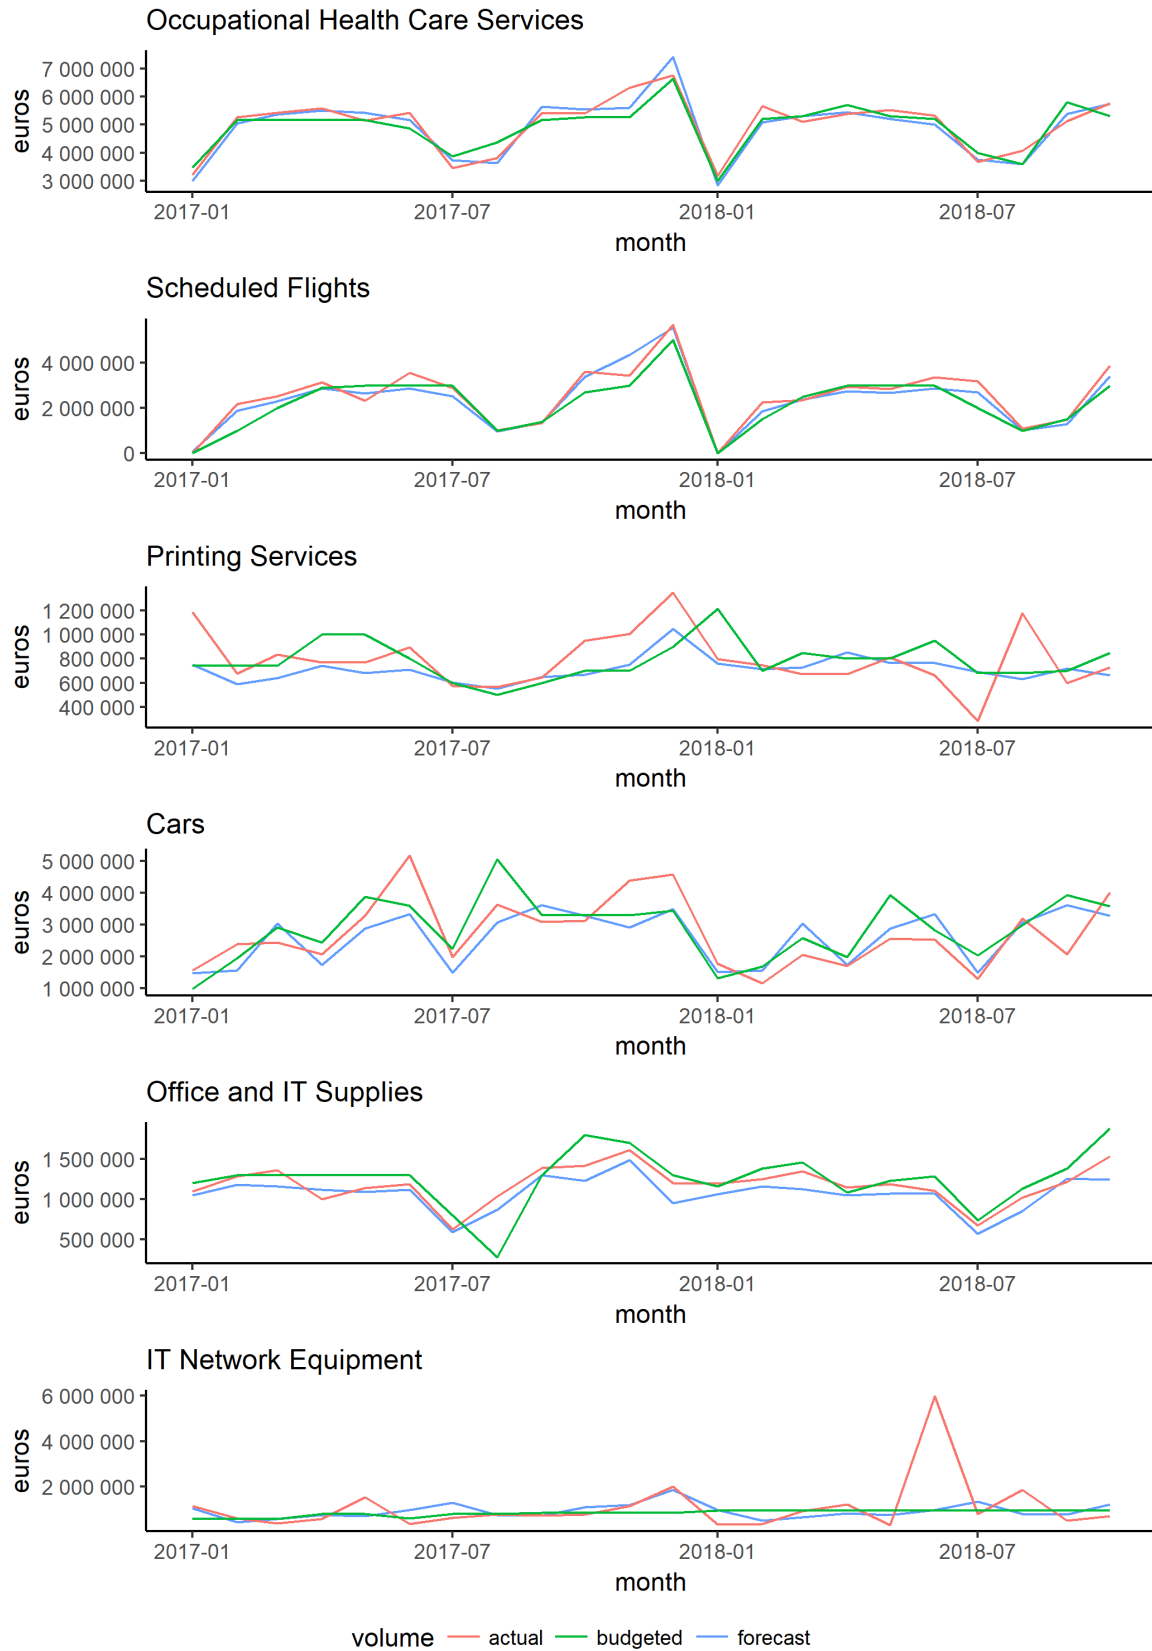 Occupational Health Care Services
7 000 000
6 000 000
5 000 000
4 000 000
3 000 000
euros
2017-01 2017-07 2018-01 2018-07
month
Scheduled Flights
4 000 000
2 000 000
0
euros
2017-01 2017-07 2018-01 2018-07
month
Printing Services
1 200 000
1 000 000
800 000
600 000
400 000
euros
2017-01 2017-07 2018-01 2018-07
month
Cars
5 000 000
4 000 000
3 000 000
2 000 000
1 000 000
euros
2017-01 2017-07 2018-01 2018-07
month
Office and IT Supplies
1 500 000
1 000 000
500 000
euros
2017-01 2017-07 2018-01 2018-07
month
IT Network Equipment
6 000 000
4 000 000
2 000 000
euros
2017-01 2017-07 2018-01 2018-07
month
volume actual budgeted forecast